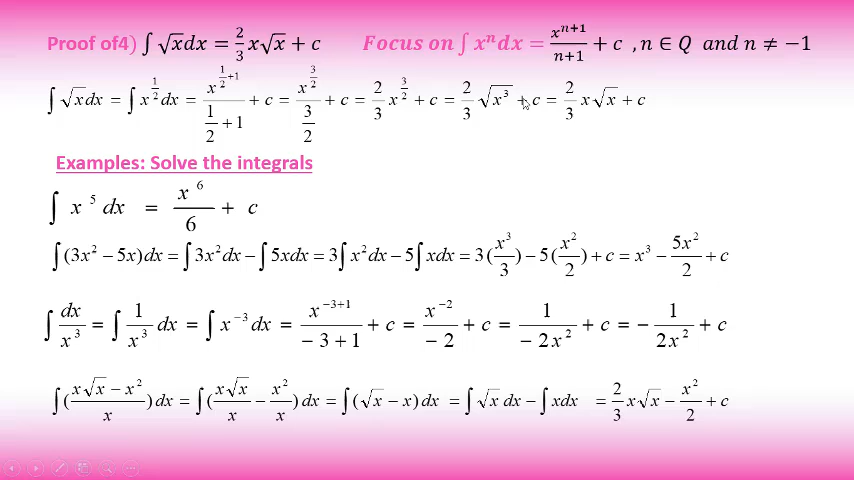 Proof of4) ∫ √x dx = 2/3 x√x + c    Focus on ∫ xⁿ dx = xⁿ⁺¹/(n+1) + c , n ∈ Q and n ≠ −1
∫ √x dx = ∫ x^(1/2) dx = x^(1/2 +1)/(1/2 + 1) + c = x^(3/2)/(3/2) + c = 2/3 x^(3/2) + c = 2/3 √x³ + c = 2/3 x√x + c
Examples: Solve the integrals
∫ x⁵ dx = x⁶/6 + c
∫(3x² − 5x)dx = ∫3x²dx − ∫5xdx = 3∫x²dx − 5∫xdx = 3(x³/3) − 5(x²/2) + c = x³ − 5x²/2 + c
∫ dx/x³ = ∫ 1/x³ dx = ∫ x⁻³ dx = x^(−3+1)/(−3+1) + c = x⁻²/−2 + c = 1/(−2x²) + c = − 1/(2x²) + c
∫((x√x − x²)/x)dx = ∫(x√x/x − x²/x)dx = ∫(√x − x)dx = ∫√x dx − ∫xdx = 2/3 x√x − x²/2 + c